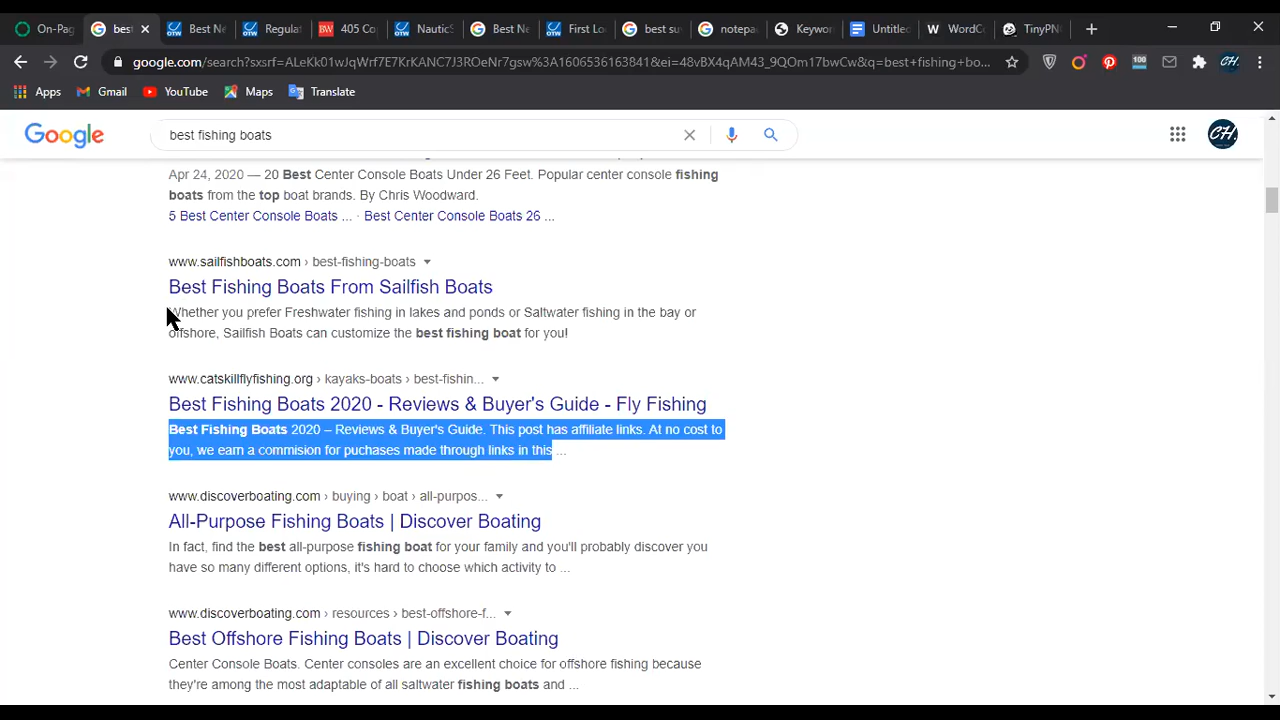 On-Pag
best
Best Ne
Regulat
405 Co
Nautic
Best Ne
First Lo
best su
notepa
Keywor
Untitled
WordCo
TinyPN
google.com/search?sxsrf=ALeKk01wJqWrf7E7KrKANC7J3ROeNr7gsw%3A1606536163841&ei=48vBX4qAM43_9QOm17bwCw&q=best+fishing+bo...
100
CH.
Apps
Gmail
YouTube
Maps
Translate
Google
best fishing boats
CH.
Apr 24, 2020 — 20 Best Center Console Boats Under 26 Feet. Popular center console fishing
boats from the top boat brands. By Chris Woodward.
5 Best Center Console Boats ... · Best Center Console Boats 26 ...
www.sailfishboats.com › best-fishing-boats
Best Fishing Boats From Sailfish Boats
Whether you prefer Freshwater fishing in lakes and ponds or Saltwater fishing in the bay or
offshore, Sailfish Boats can customize the best fishing boat for you!
www.catskillflyfishing.org › kayaks-boats › best-fishin...
Best Fishing Boats 2020 - Reviews & Buyer's Guide - Fly Fishing
Best Fishing Boats 2020 – Reviews & Buyer's Guide. This post has affiliate links. At no cost to
you, we earn a commision for puchases made through links in this ...
www.discoverboating.com › buying › boat › all-purpos...
All-Purpose Fishing Boats | Discover Boating
In fact, find the best all-purpose fishing boat for your family and you'll probably discover you
have so many different options, it's hard to choose which activity to ...
www.discoverboating.com › resources › best-offshore-f...
Best Offshore Fishing Boats | Discover Boating
Center Console Boats. Center consoles are an excellent choice for offshore fishing because
they're among the most adaptable of all saltwater fishing boats and ...